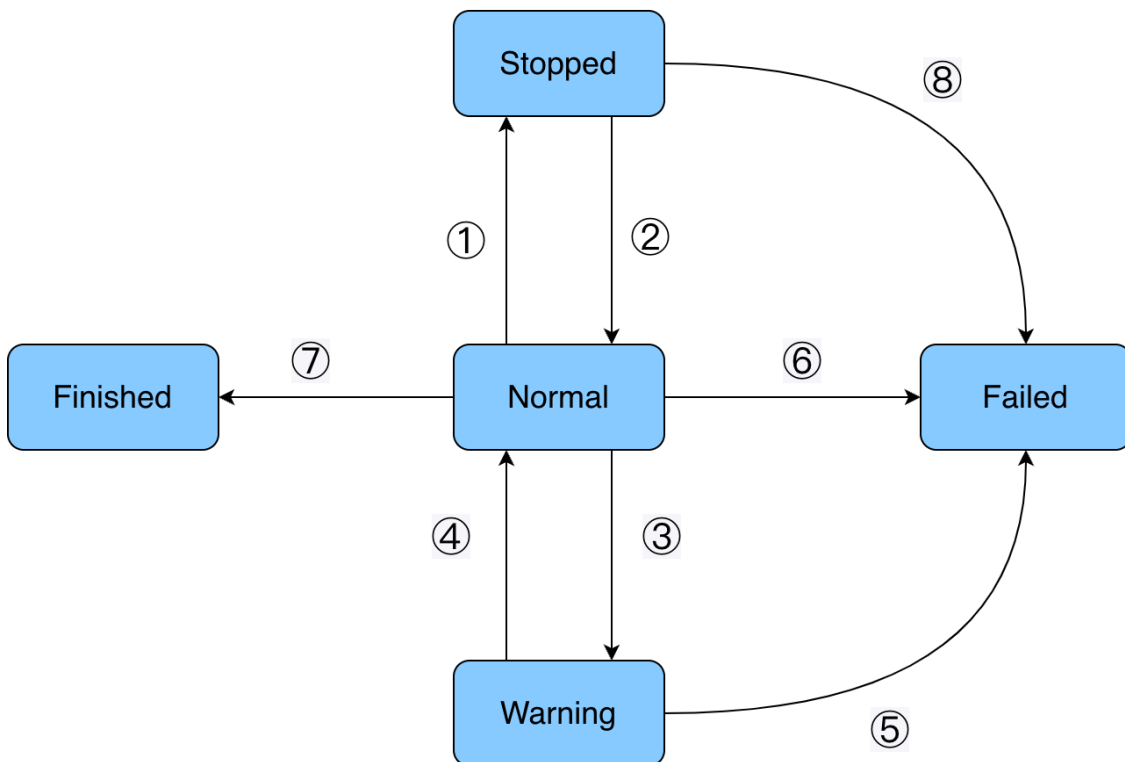 Stopped
⑧
①
②
Finished
⑦
Normal
⑥
Failed
④
③
Warning
⑤